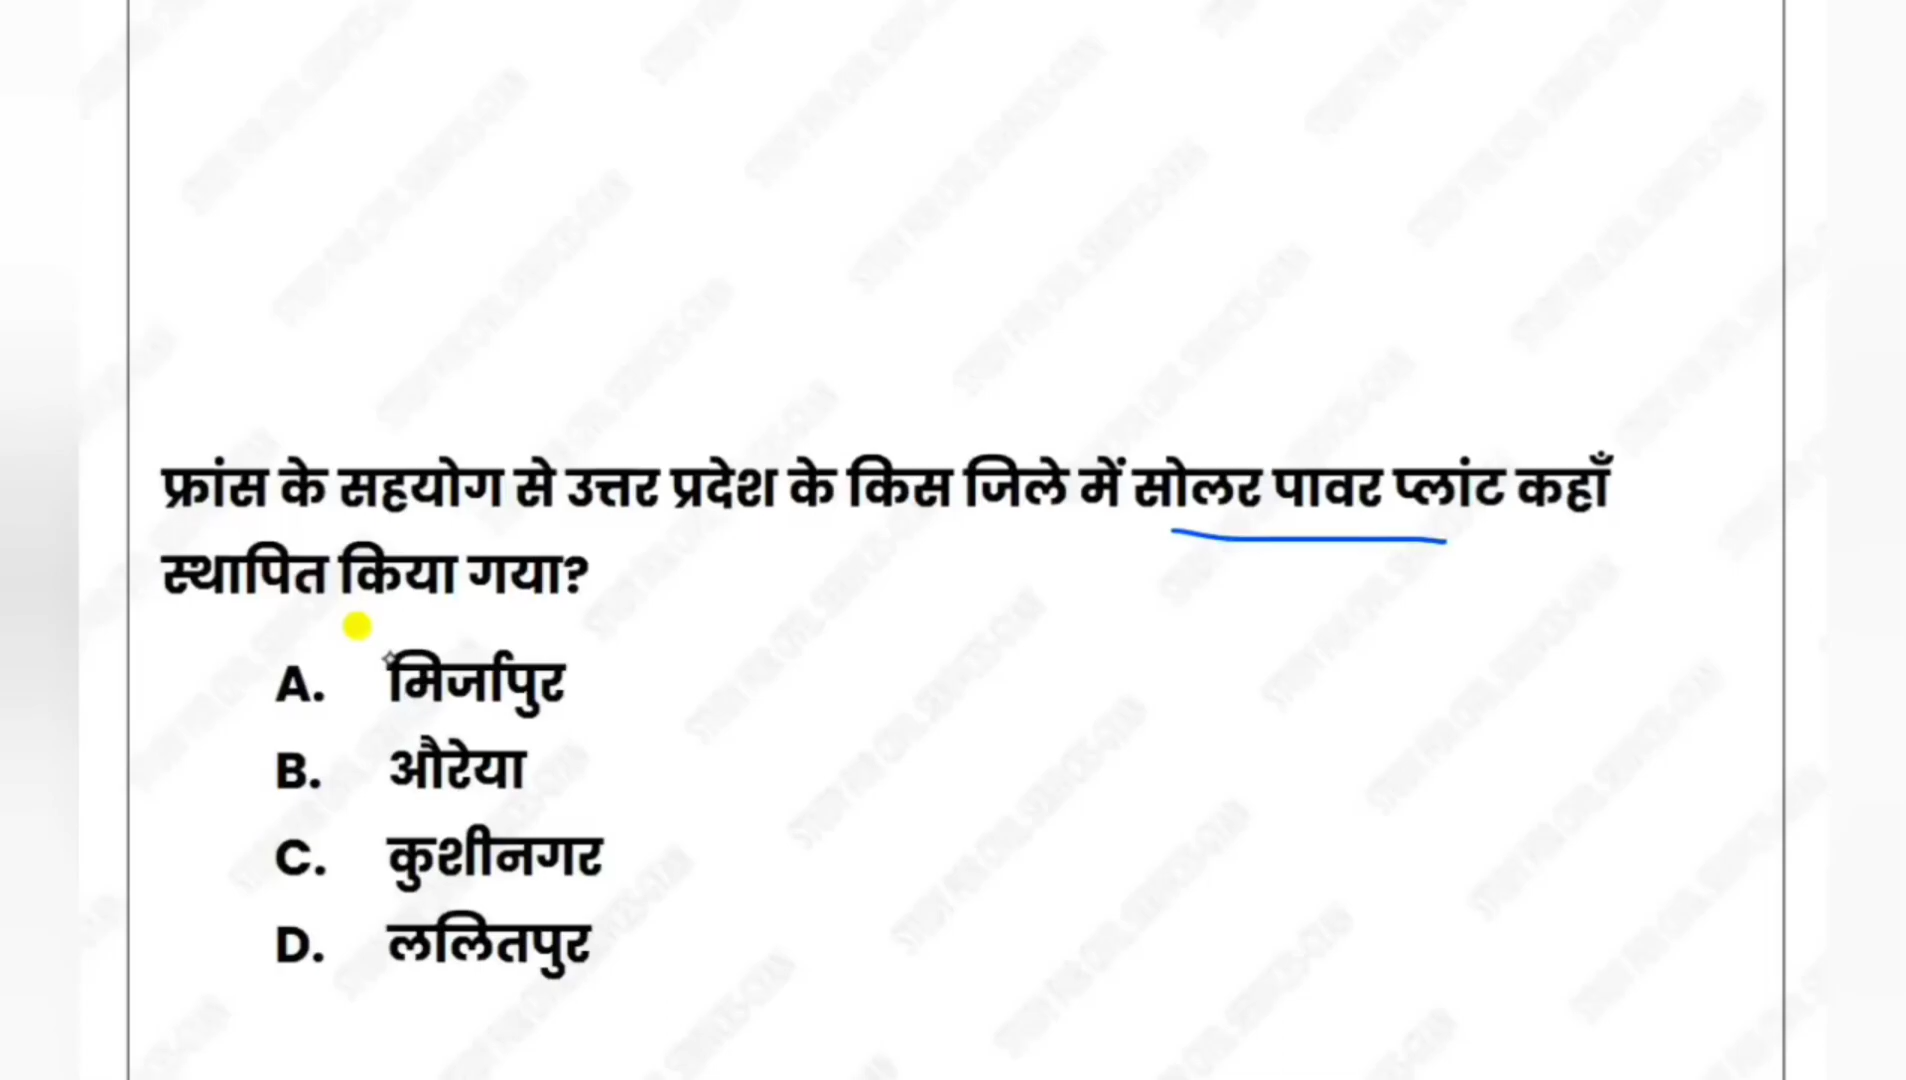 फ्रांस के सहयोग से उत्तर प्रदेश के किस जिले में सोलर पावर प्लांट कहाँ
स्थापित किया गया?
A. मिर्जापुर
B. औरेया
C. कुशीनगर
D. ललितपुर